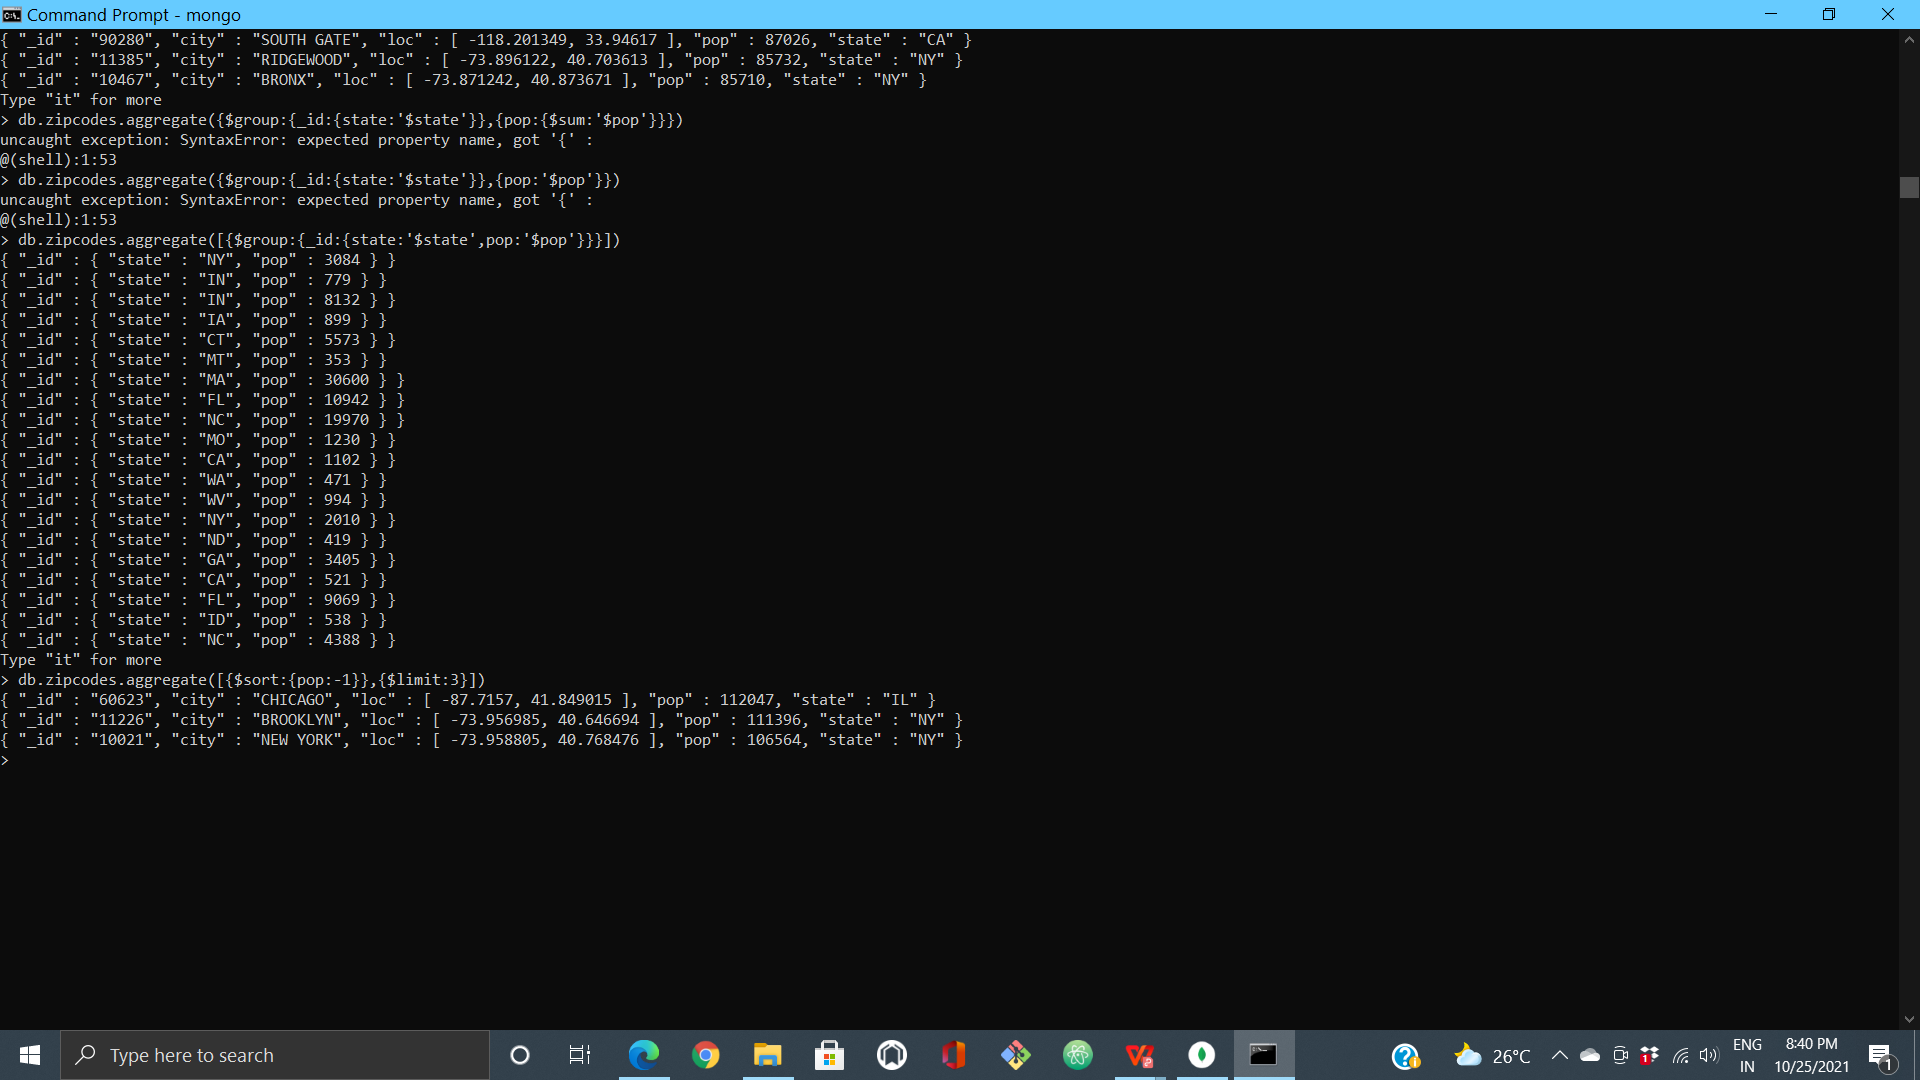 Command Prompt - mongo
{ "_id" : "90280", "city" : "SOUTH GATE", "loc" : [ -118.201349, 33.94617 ], "pop" : 87026, "state" : "CA" }
{ "_id" : "11385", "city" : "RIDGEWOOD", "loc" : [ -73.896122, 40.703613 ], "pop" : 85732, "state" : "NY" }
{ "_id" : "10467", "city" : "BRONX", "loc" : [ -73.871242, 40.873671 ], "pop" : 85710, "state" : "NY" }
Type "it" for more
> db.zipcodes.aggregate({$group:{_id:{state:'$state'}},{pop:{$sum:'$pop'}}})
uncaught exception: SyntaxError: expected property name, got '{' :
@(shell):1:53
> db.zipcodes.aggregate({$group:{_id:{state:'$state'}},{pop:'$pop'}})
uncaught exception: SyntaxError: expected property name, got '{' :
@(shell):1:53
> db.zipcodes.aggregate([{$group:{_id:{state:'$state',pop:'$pop'}}}])
{ "_id" : { "state" : "NY", "pop" : 3084 } }
{ "_id" : { "state" : "IN", "pop" : 779 } }
{ "_id" : { "state" : "IN", "pop" : 8132 } }
{ "_id" : { "state" : "IA", "pop" : 899 } }
{ "_id" : { "state" : "CT", "pop" : 5573 } }
{ "_id" : { "state" : "MT", "pop" : 353 } }
{ "_id" : { "state" : "MA", "pop" : 30600 } }
{ "_id" : { "state" : "FL", "pop" : 10942 } }
{ "_id" : { "state" : "NC", "pop" : 19970 } }
{ "_id" : { "state" : "MO", "pop" : 1230 } }
{ "_id" : { "state" : "CA", "pop" : 1102 } }
{ "_id" : { "state" : "WA", "pop" : 471 } }
{ "_id" : { "state" : "WV", "pop" : 994 } }
{ "_id" : { "state" : "NY", "pop" : 2010 } }
{ "_id" : { "state" : "ND", "pop" : 419 } }
{ "_id" : { "state" : "GA", "pop" : 3405 } }
{ "_id" : { "state" : "CA", "pop" : 521 } }
{ "_id" : { "state" : "FL", "pop" : 9069 } }
{ "_id" : { "state" : "ID", "pop" : 538 } }
{ "_id" : { "state" : "NC", "pop" : 4388 } }
Type "it" for more
> db.zipcodes.aggregate([{$sort:{pop:-1}},{$limit:3}])
{ "_id" : "60623", "city" : "CHICAGO", "loc" : [ -87.7157, 41.849015 ], "pop" : 112047, "state" : "IL" }
{ "_id" : "11226", "city" : "BROOKLYN", "loc" : [ -73.956985, 40.646694 ], "pop" : 111396, "state" : "NY" }
{ "_id" : "10021", "city" : "NEW YORK", "loc" : [ -73.958805, 40.768476 ], "pop" : 106564, "state" : "NY" }
>
Type here to search
26°C
ENG
IN
8:40 PM
10/25/2021
1